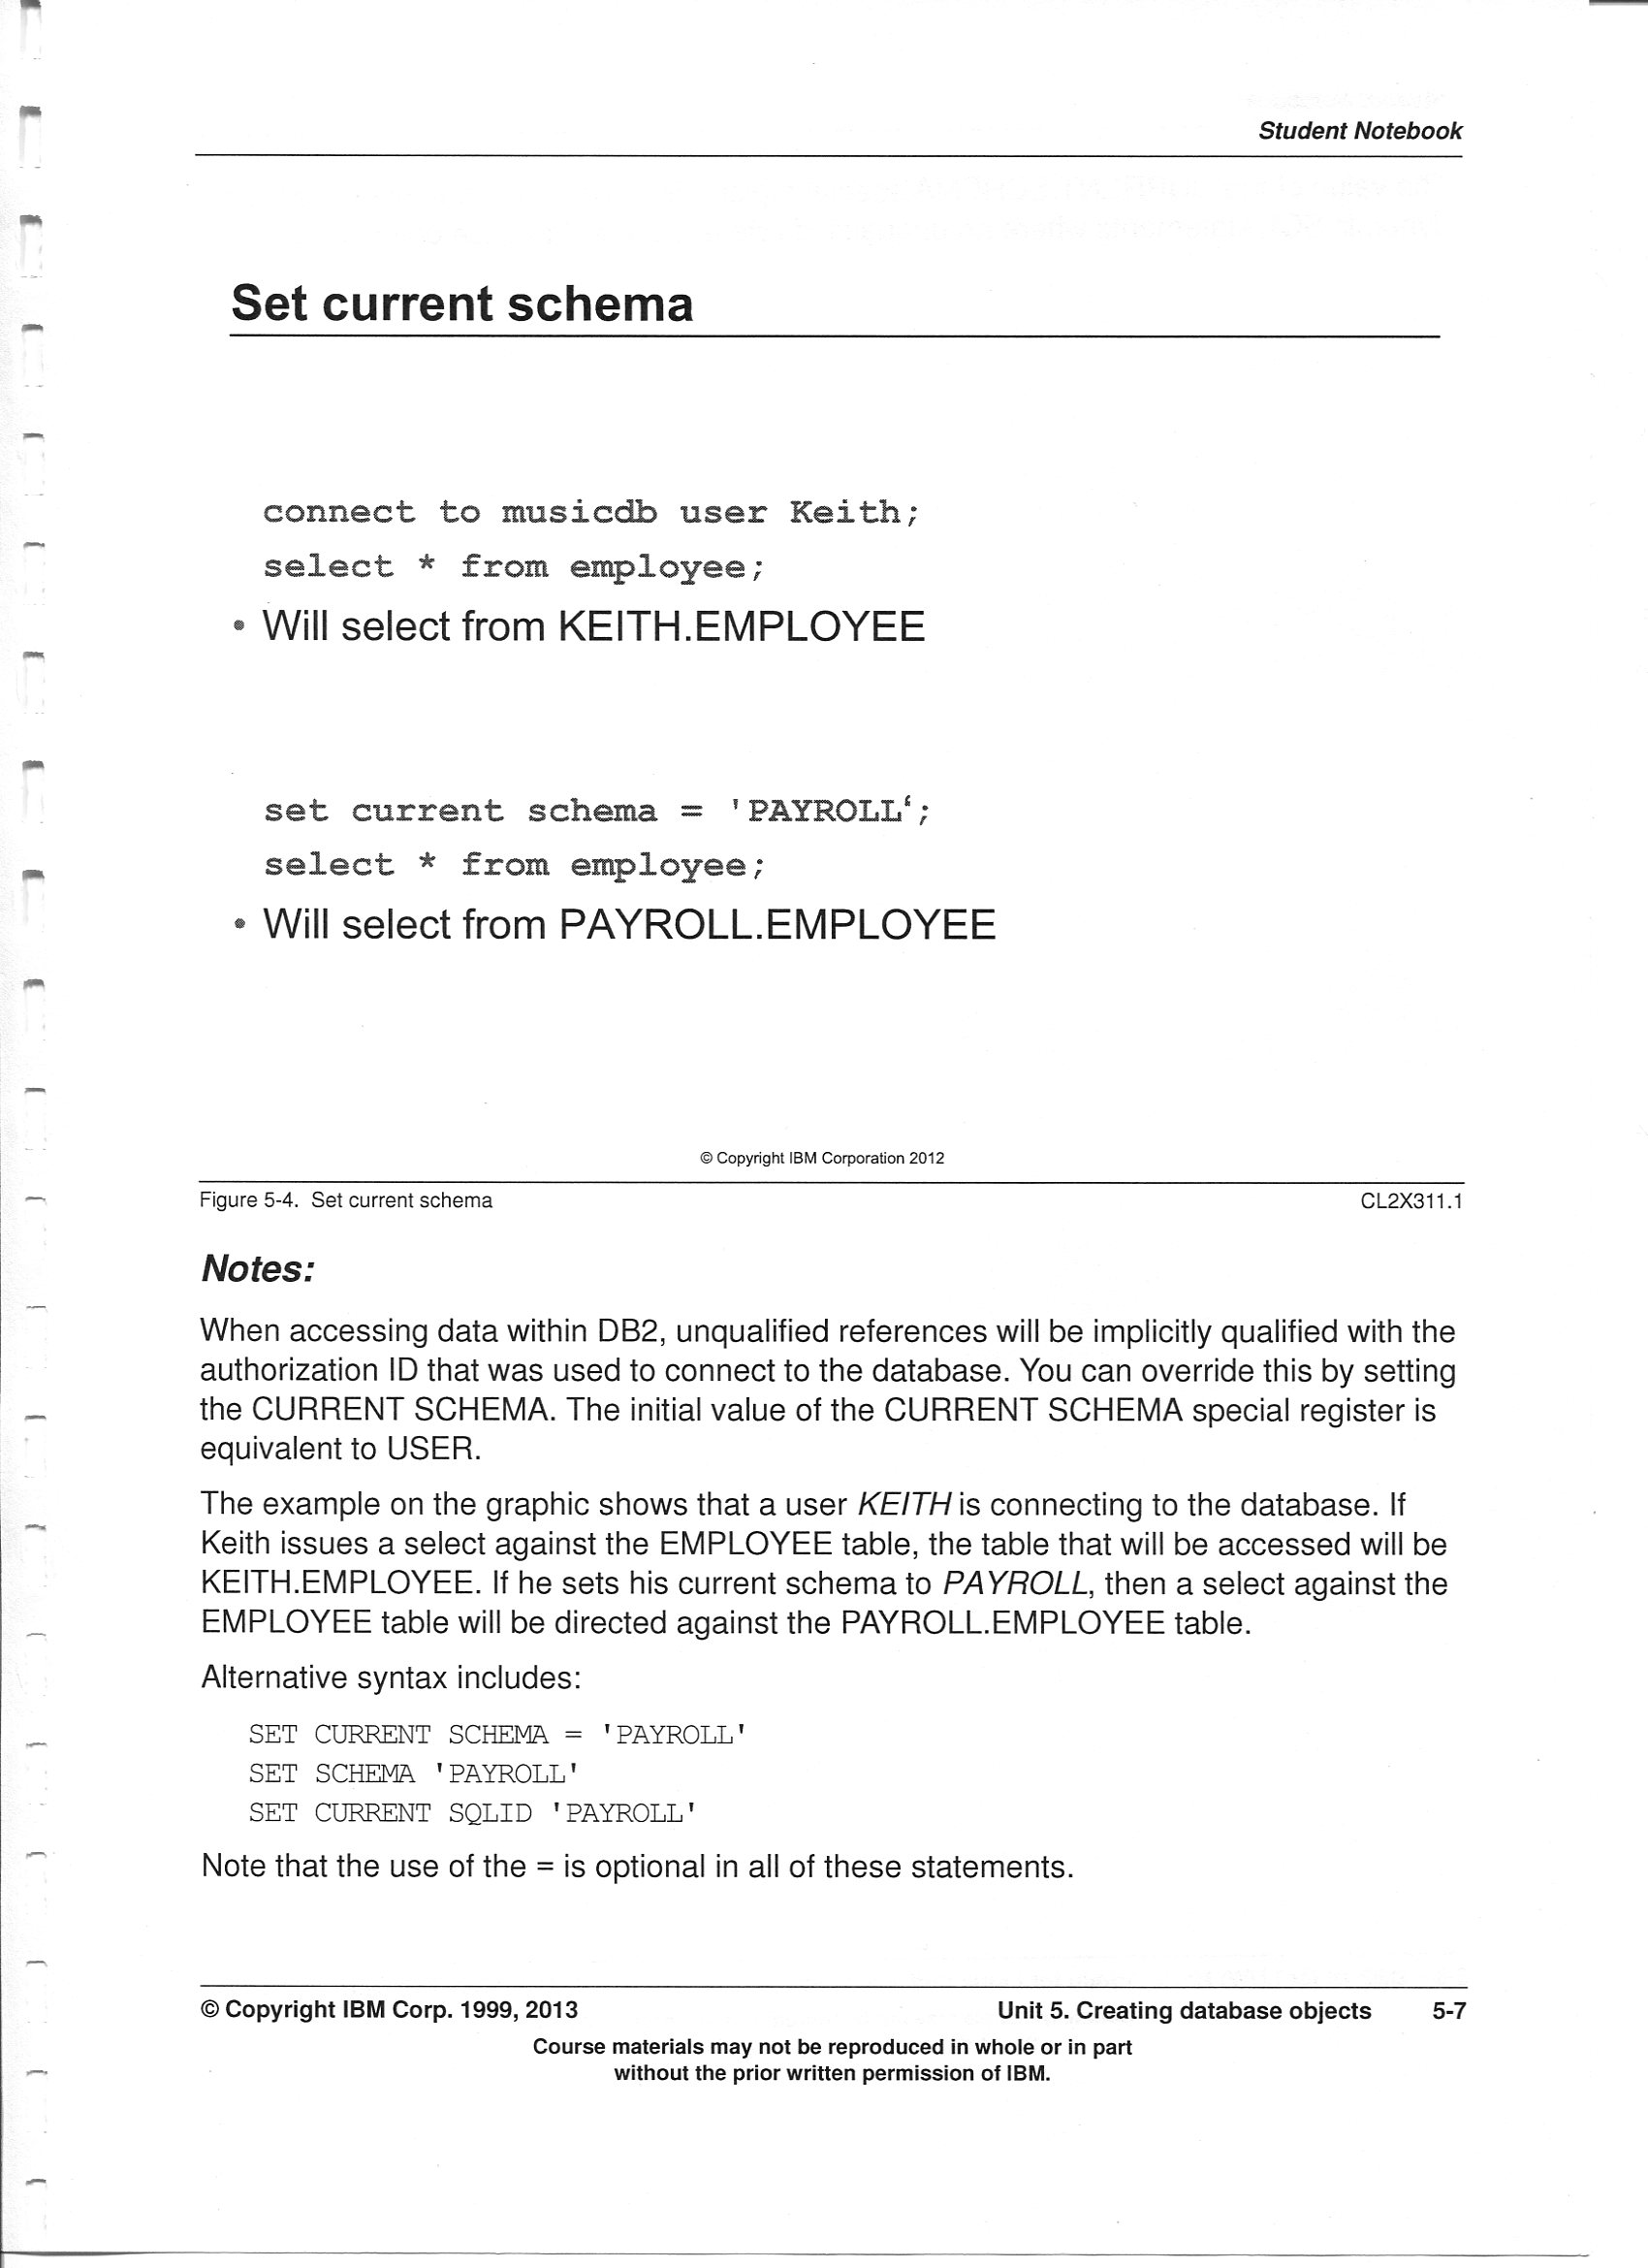 Student Notebook
Set current schema
connect to musicdb user Keith;
select * from employee;
• Will select from KEITH.EMPLOYEE
set current schema = 'PAYROLL‘;
select * from employee;
• Will select from PAYROLL.EMPLOYEE
© Copyright IBM Corporation 2012
Figure 5-4. Set current schema CL2X311.1
Notes:
When accessing data within DB2, unqualified references will be implicitly qualified with the
authorization ID that was used to connect to the database. You can override this by setting
the CURRENT SCHEMA. The initial value of the CURRENT SCHEMA special register is
equivalent to USER.
The example on the graphic shows that a user KEITH is connecting to the database. If
Keith issues a select against the EMPLOYEE table, the table that will be accessed will be
KEITH.EMPLOYEE. If he sets his current schema to PAYROLL, then a select against the
EMPLOYEE table will be directed against the PAYROLL.EMPLOYEE table.
Alternative syntax includes:
SET CURRENT SCHEMA = 'PAYROLL'
SET SCHEMA 'PAYROLL'
SET CURRENT SQLID 'PAYROLL'
Note that the use of the = is optional in all of these statements.
© Copyright IBM Corp. 1999, 2013 Unit 5. Creating database objects 5-7
Course materials may not be reproduced in whole or in part
without the prior written permission of IBM.